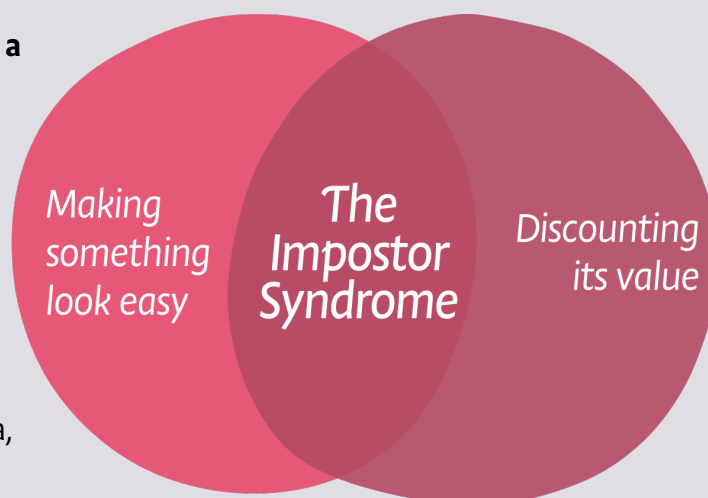 a
Making
something
look easy
The
Impostor
Syndrome
Discounting
its value
a,